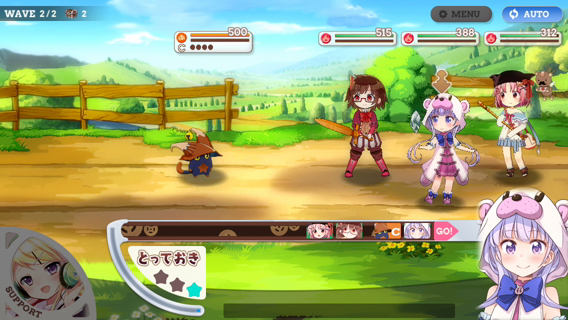 WAVE 2/2 2
MENU
AUTO
500
C
515
388
312
C
GO!
とっておき
SUPPORT